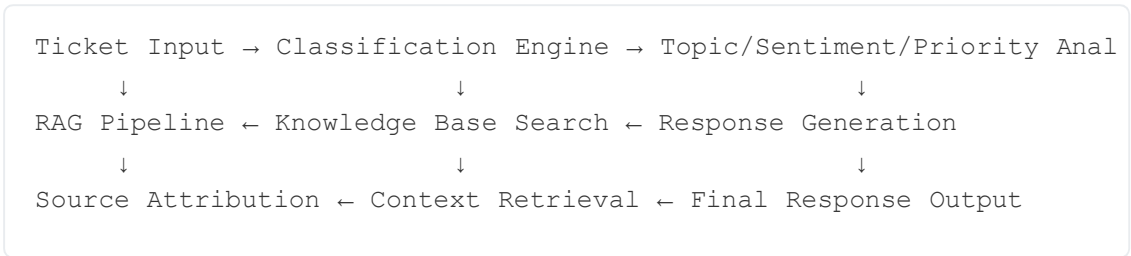 Ticket Input → Classification Engine → Topic/Sentiment/Priority Anal
↓ ↓ ↓
RAG Pipeline ← Knowledge Base Search ← Response Generation
↓ ↓ ↓
Source Attribution ← Context Retrieval ← Final Response Output